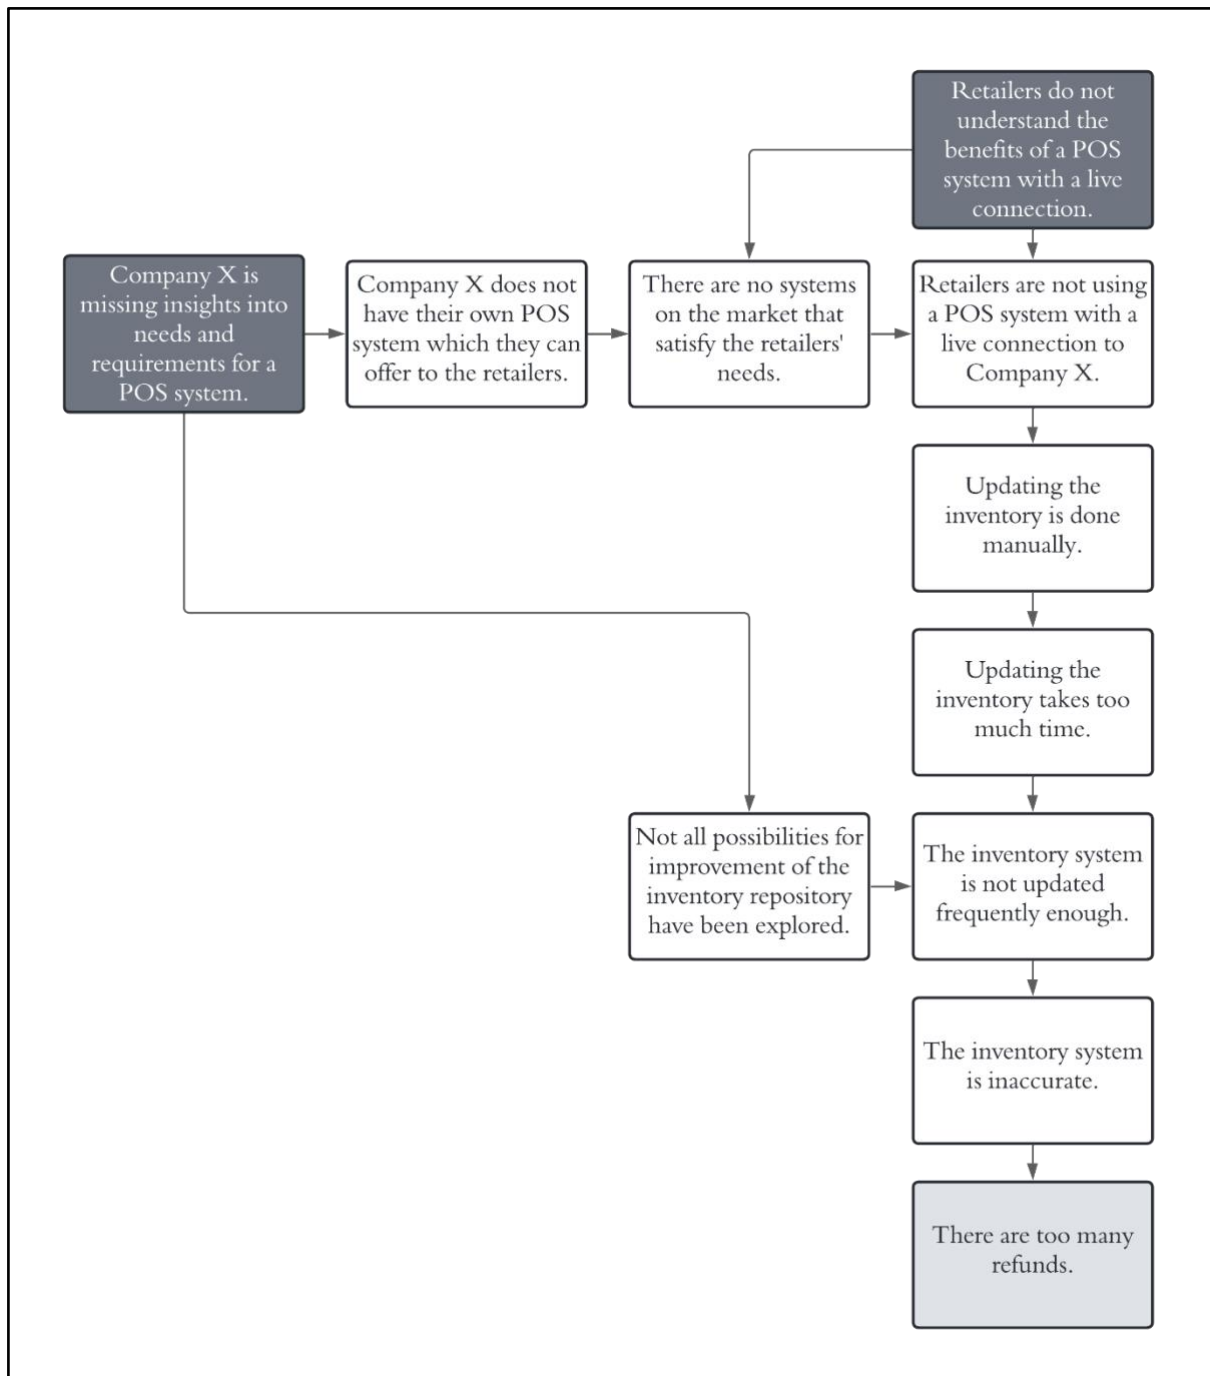 Retailers do not
understand the
benefits of a POS
system with a live
connection.
Company X is
missing insights into
needs and
requirements for a
POS system.
Company X does not
have their own POS
system which they can
offer to the retailers.
There are no systems
on the market that
satisfy the retailers'
needs.
Retailers are not using
a POS system with a
live connection to
Company X.
Updating the
inventory is done
manually.
Updating the
inventory takes too
much time.
Not all possibilities for
improvement of the
inventory repository
have been explored.
The inventory system
is not updated
frequently enough.
The inventory system
is inaccurate.
There are too many
refunds.